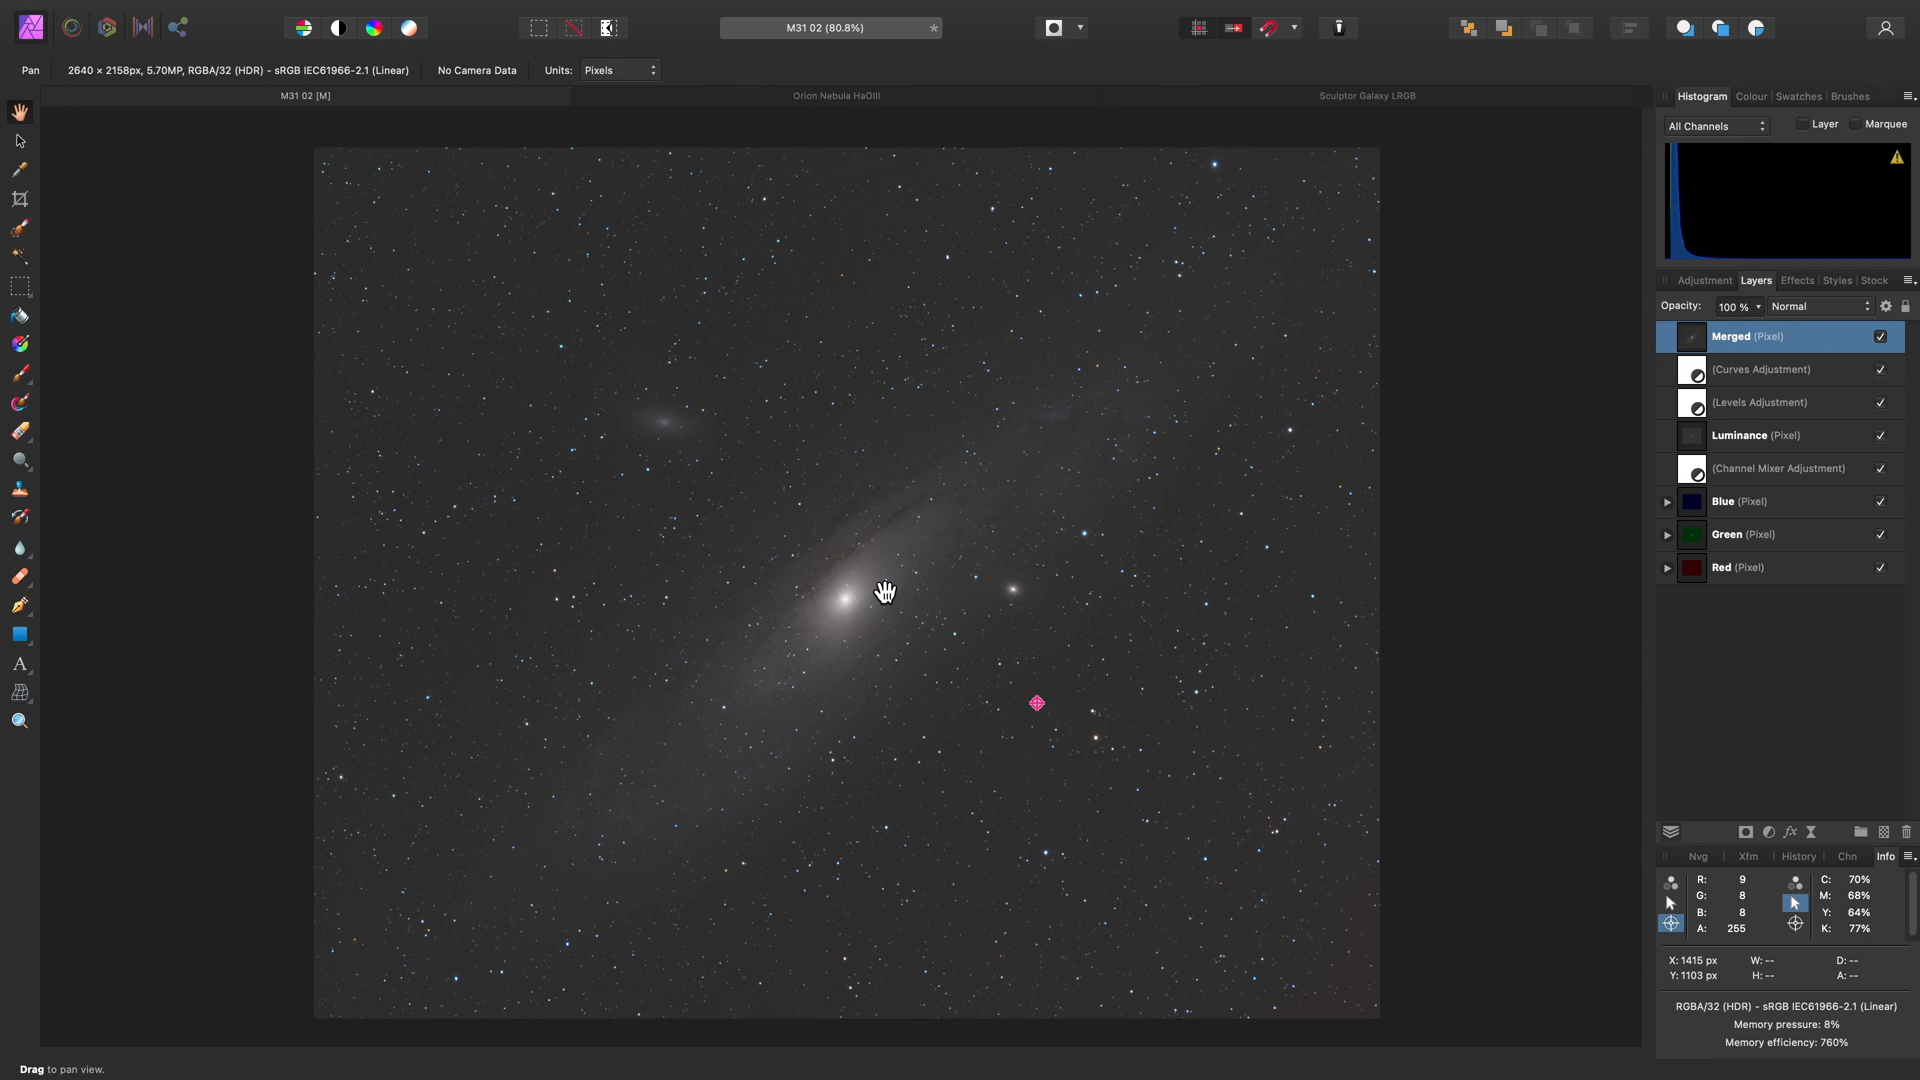 M31 02 (80.8%)
*
Pan
2640 × 2158px, 5.70MP, RGBA/32 (HDR) - sRGB IEC61966-2.1 (Linear)
No Camera Data
Units:
Pixels
M31 02 [M]
Orion Nebula HaOIII
Sculptor Galaxy LRGB
Histogram
Colour
Swatches
Brushes
All Channels
Layer
Marquee
Adjustment
Layers
Effects
Styles
Stock
Opacity:
100 %
Normal
Merged (Pixel)
(Curves Adjustment)
(Levels Adjustment)
Luminance (Pixel)
(Channel Mixer Adjustment)
Blue (Pixel)
Green (Pixel)
Red (Pixel)
fx
Nvg
Xfm
History
Chn
Info
R: 9
G: 8
B: 8
A: 255
C: 70%
M: 68%
Y: 64%
K: 77%
X: 1415 px
Y: 1103 px
W: --
H: --
D: --
A: --
RGBA/32 (HDR) - sRGB IEC61966-2.1 (Linear)
Memory pressure: 8%
Memory efficiency: 760%
A
Drag to pan view.